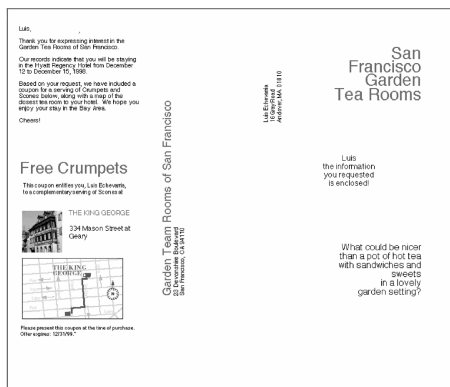 Luis,
Thank you for expressing interest in the
Garden Tea Rooms of San Francisco.
Our records indicate that you will be staying
in the Hyatt Regency Hotel from December
12 to December 15, 1998.
Based on your request, we have included a
coupon for a serving of Crumpets and
Scones below, along with a map of the
closest tea room to your hotel. We hope you
enjoy your stay in the Bay Area.
Cheers!
Free Crumpets
This coupon entitles you, Luis Echevarria,
to a complementary serving of Scones at
THE KING GEORGE
334 Mason Street at
Geary
THE KING
GEORGE
Please present this coupon at the time of purchase.
Offer expires: 12/31/99."
Garden Team Rooms of San Francisco
23 Devonshire Boulevard
San Francisco, CA 94110
Luis Echevarria
16 Gray Road
Andover, MA 01810
San
Francisco
Garden
Tea Rooms
Luis
the information
you requested
is enclosed!
What could be nicer
than a pot of hot tea
with sandwiches and
sweets
in a lovely
garden setting?